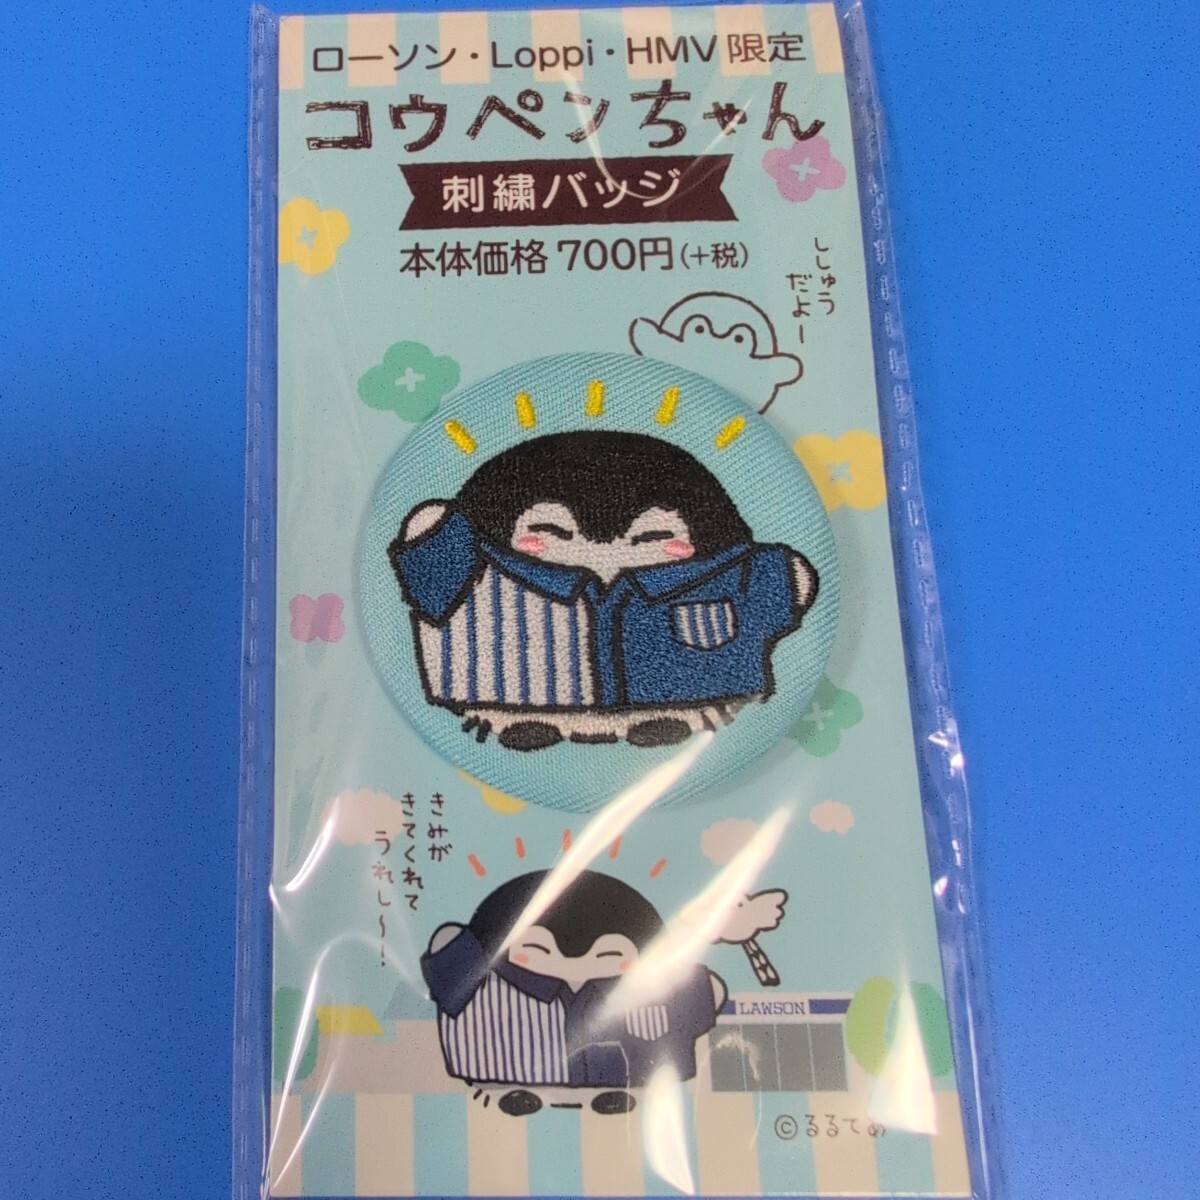 ローソン・Loppi・HMV限定
コウペンちゃん
刺繍バッジ
本体価格 700円(+税)
ししゅう
だよー
きみが
きてくれて
うれし〜!
LAWSON
©るるてあ